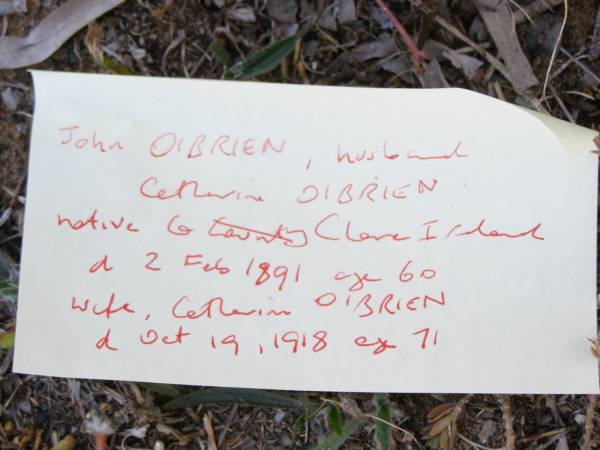 John O'BRIEN, husband
Catherine O'BRIEN
native Co County Clare Ireland
d 2 Feb 1891 age 60
wife, Catherine O'BRIEN
d Oct 19, 1918 age 71